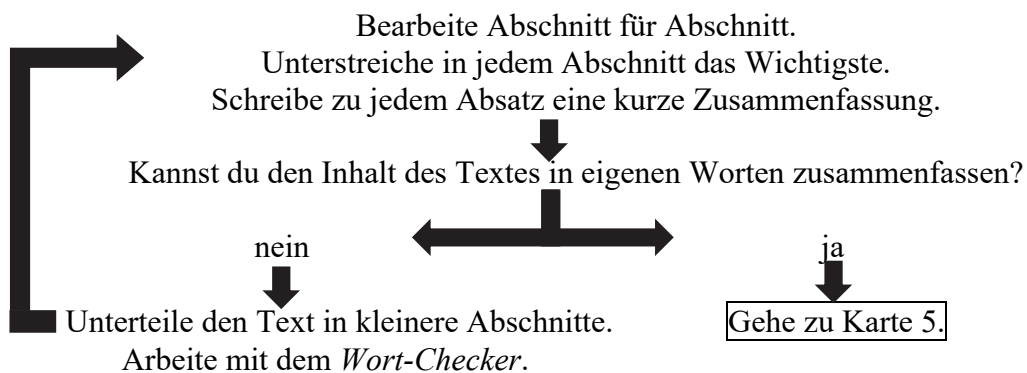 Bearbeite Abschnitt für Abschnitt.
Unterstreiche in jedem Abschnitt das Wichtigste.
Schreibe zu jedem Absatz eine kurze Zusammenfassung.
Kannst du den Inhalt des Textes in eigenen Worten zusammenfassen?
nein
ja
Unterteile den Text in kleinere Abschnitte.
Gehe zu Karte 5.
Arbeite mit dem Wort-Checker.